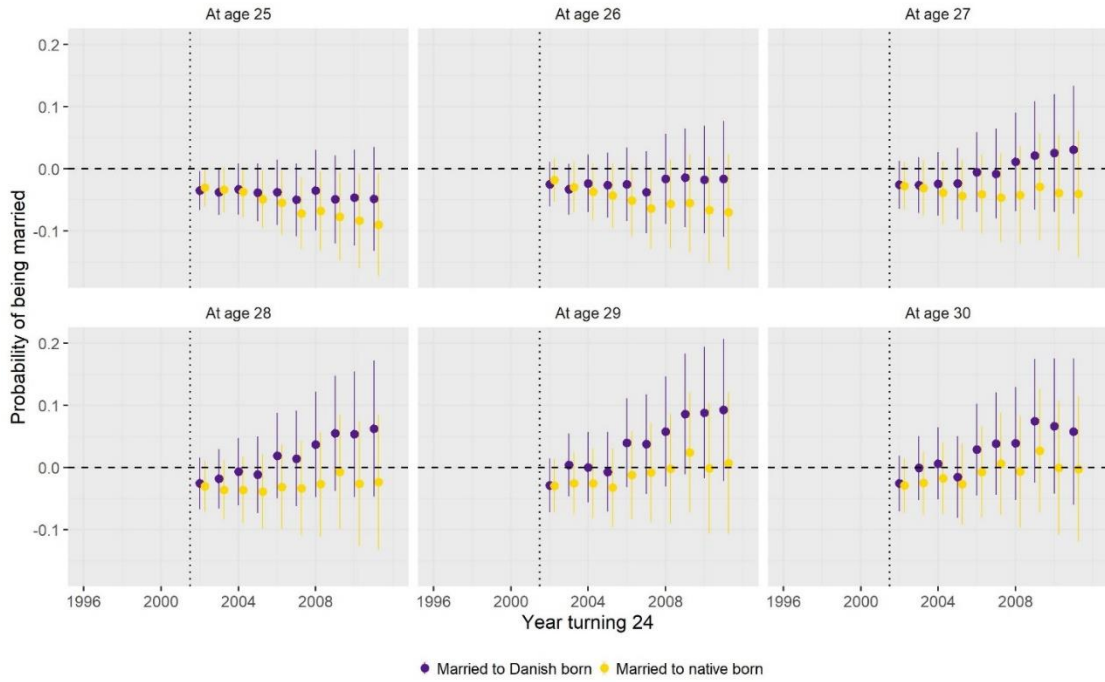 At age 25 At age 26 At age 27
0.2
0.1
0.0
-0.1
Probability of being married
At age 28 At age 29 At age 30
0.2
0.1
0.0
-0.1
1996 2000 2004 2008 1996 2000 2004 2008 1996 2000 2004 2008
Year turning 24
Married to Danish born Married to native born